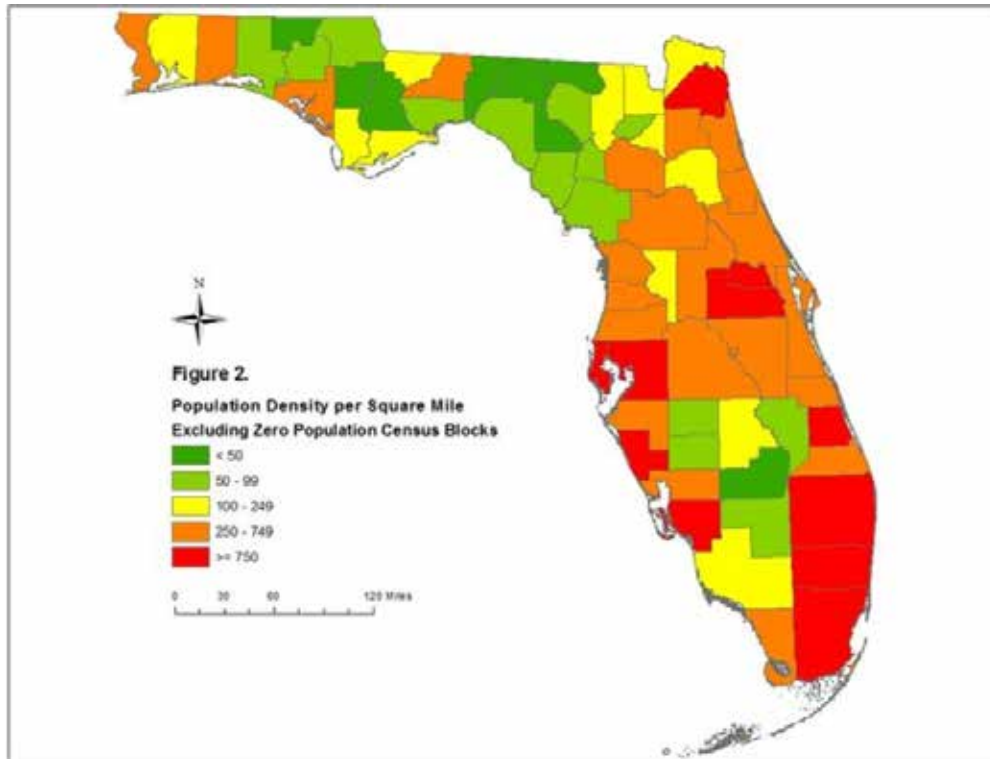 N
Figure 2.
Population Density per Square Mile
Excluding Zero Population Census Blocks
< 50
50 - 99
100 - 249
250 - 749
>= 750
0 30 60 120 Miles